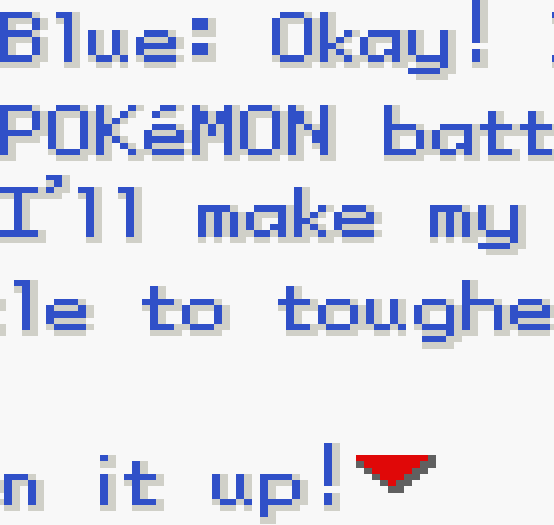 Blue: Okay!
POKéMON batt
I'll make my
le to toughe
n it up!